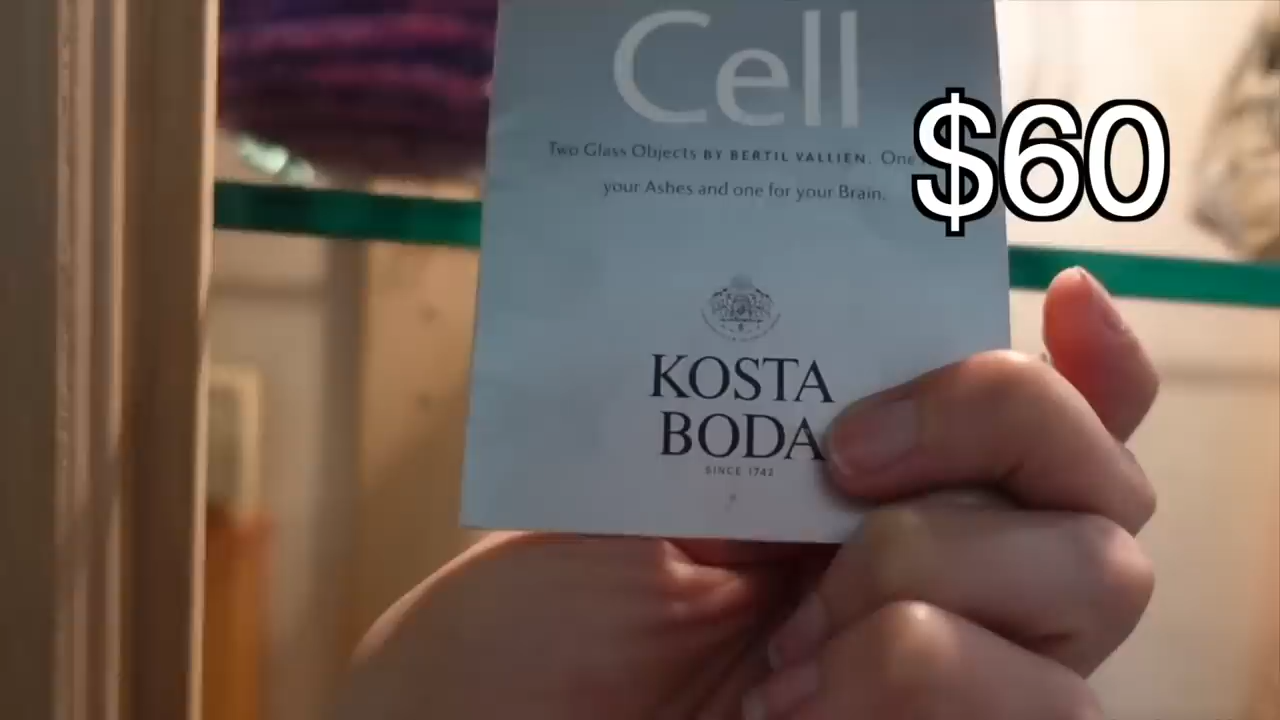 Cell
$60
Two Glass Objects BY BERTIL VALLIEN. One
your Ashes and one for your Brain.
KOSTA
BODA
SINCE 1742